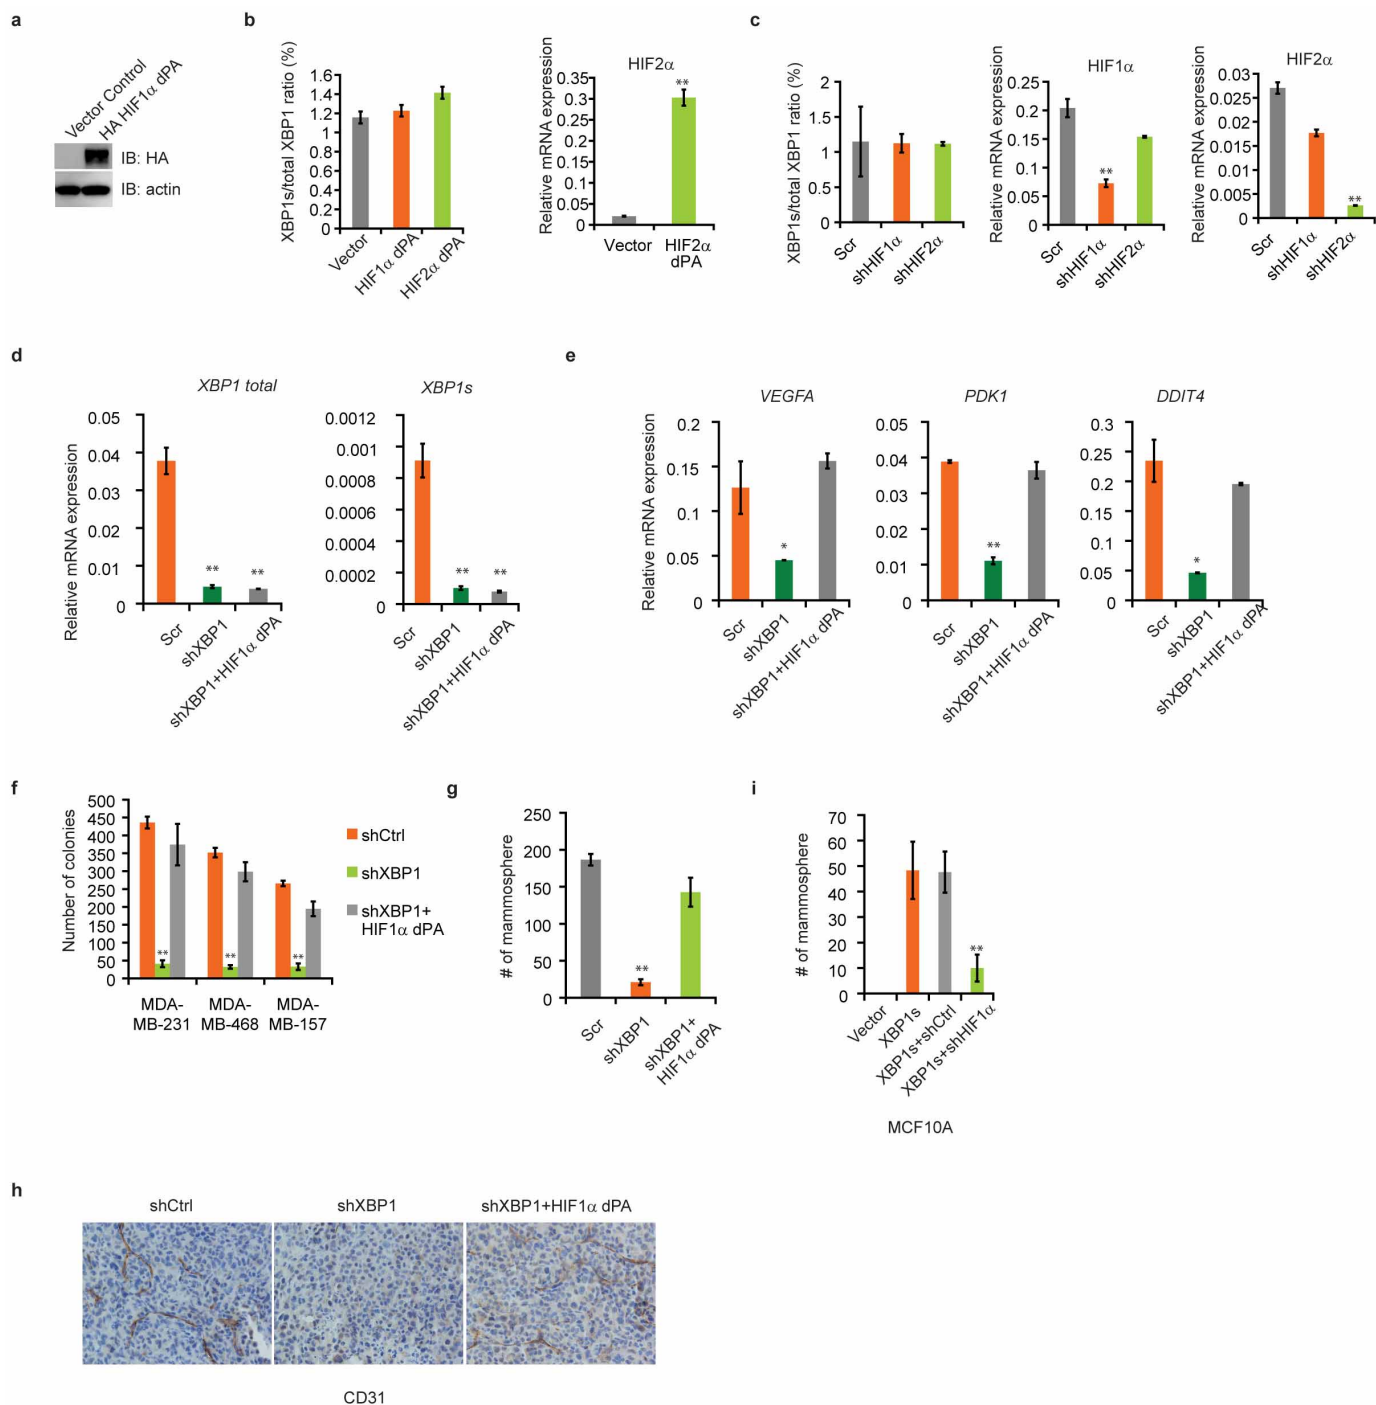 a
Vector Control
HA HIF1α dPA
IB: HA
IB: actin
b
XBP1s/total XBP1 ratio (%)
1.6
1.4
1.2
1
0.8
0.6
0.4
0.2
0
Vector
HIF1α dPA
HIF2α dPA
HIF2α
Relative mRNA expression
0.35
0.3
0.25
0.2
0.15
0.1
0.05
0
**
Vector
HIF2α
dPA
c
XBP1s/total XBP1 ratio (%)
2
1.5
1
0.5
0
Scr
shHIF1α
shHIF2α
HIF1α
Relative mRNA expression
0.25
0.20
0.15
0.10
0.05
0
**
Scr
shHIF1α
shHIF2α
HIF2α
Relative mRNA expression
0.03
0.025
0.02
0.015
0.01
0.005
0
**
Scr
shHIF1α
shHIF2α
d
XBP1 total
Relative mRNA expression
0.05
0.04
0.03
0.02
0.01
0
**
**
Scr
shXBP1
shXBP1+HIF1α dPA
XBP1s
0.0012
0.001
0.0008
0.0006
0.0004
0.0002
0
**
**
Scr
shXBP1
shXBP1+HIF1α dPA
e
VEGFA
Relative mRNA expression
0.2
0.15
0.1
0.05
0
*
Scr
shXBP1
shXBP1+HIF1α dPA
PDK1
0.05
0.04
0.03
0.02
0.01
0
**
Scr
shXBP1
shXBP1+HIF1α dPA
DDIT4
0.3
0.25
0.2
0.15
0.1
0.05
0
*
Scr
shXBP1
shXBP1+HIF1α dPA
f
Number of colonies
500
450
400
350
300
250
200
150
100
50
0
**
**
**
MDA-
MB-231
MDA-
MB-468
MDA-
MB-157
shCtrl
shXBP1
shXBP1+
HIF1α dPA
g
# of mammosphere
250
200
150
100
50
0
**
Scr
shXBP1
shXBP1+
HIF1α dPA
i
# of mammosphere
70
60
50
40
30
20
10
0
**
Vector
XBP1s
XBP1s+shCtrl
XBP1s+shHIF1α
MCF10A
h
shCtrl
shXBP1
shXBP1+HIF1α dPA
CD31